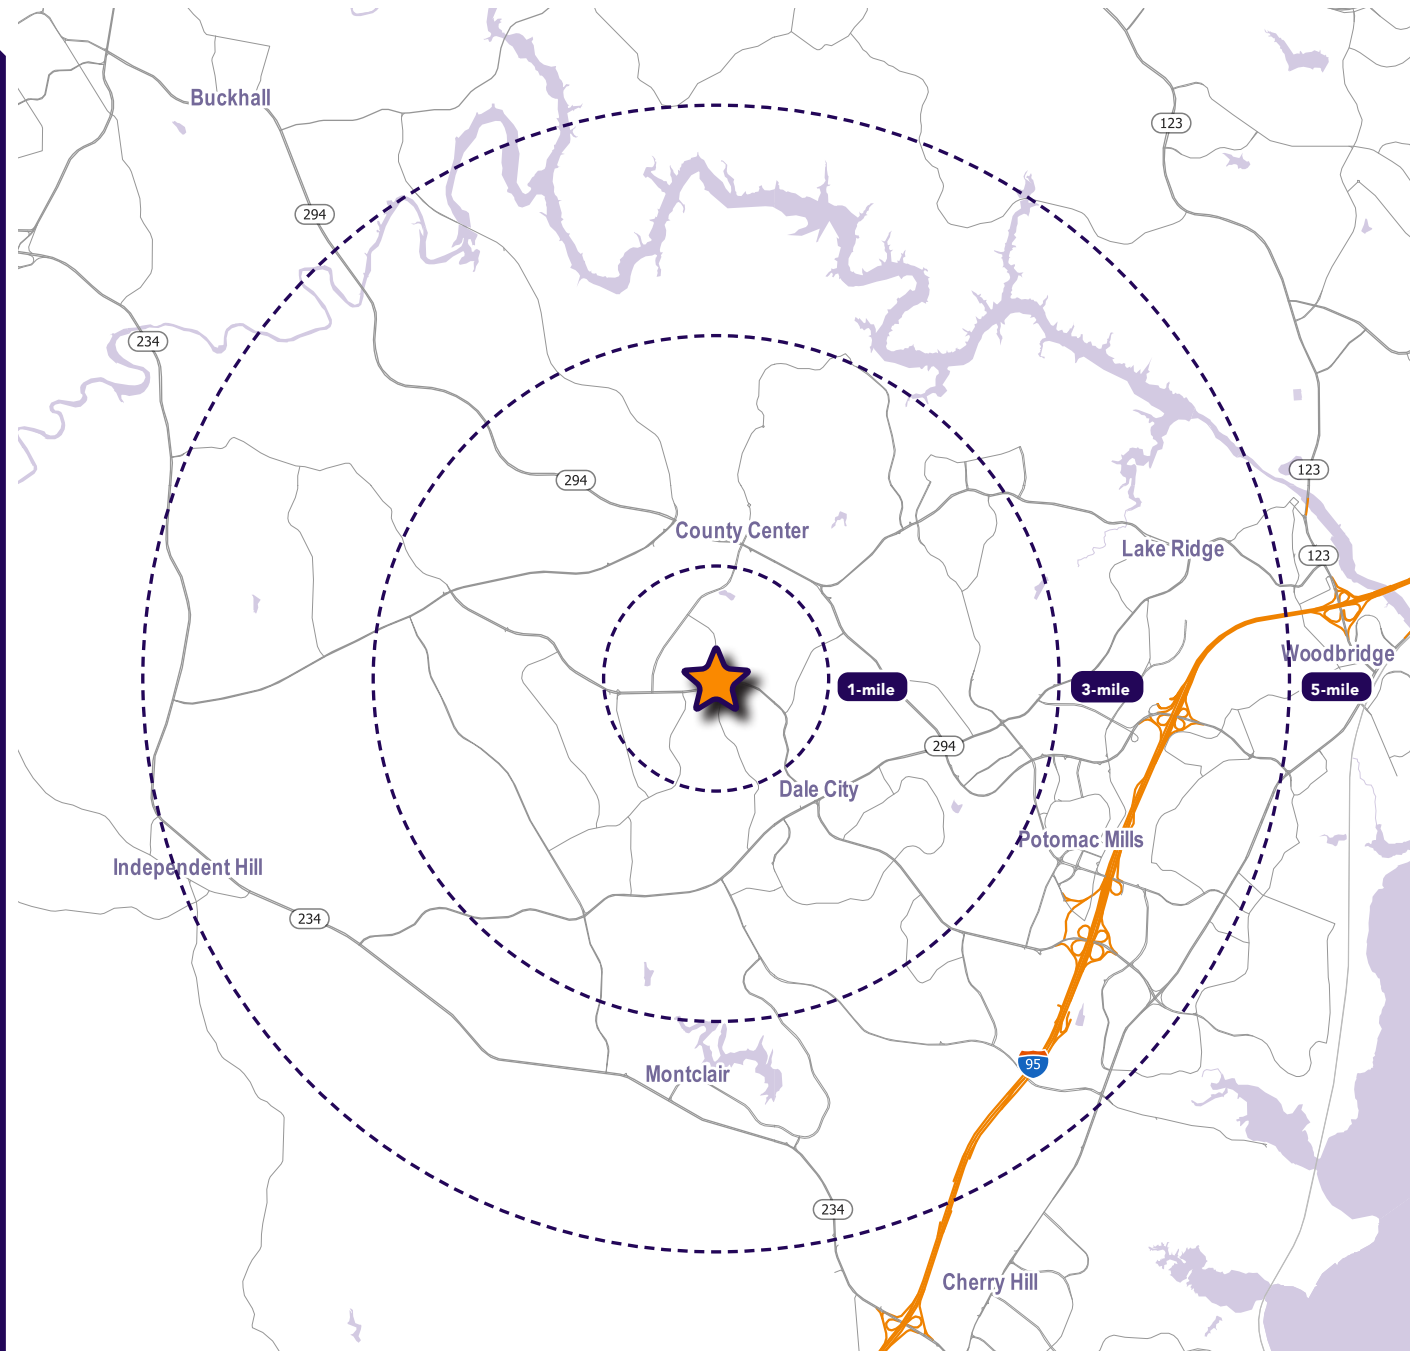 Buckhall
123
294
234
123
294
County Center
Lake Ridge
123
Woodbridge
1-mile
3-mile
5-mile
294
Dale City
Potomac Mills
Independent Hill
234
95
Montclair
234
Cherry Hill